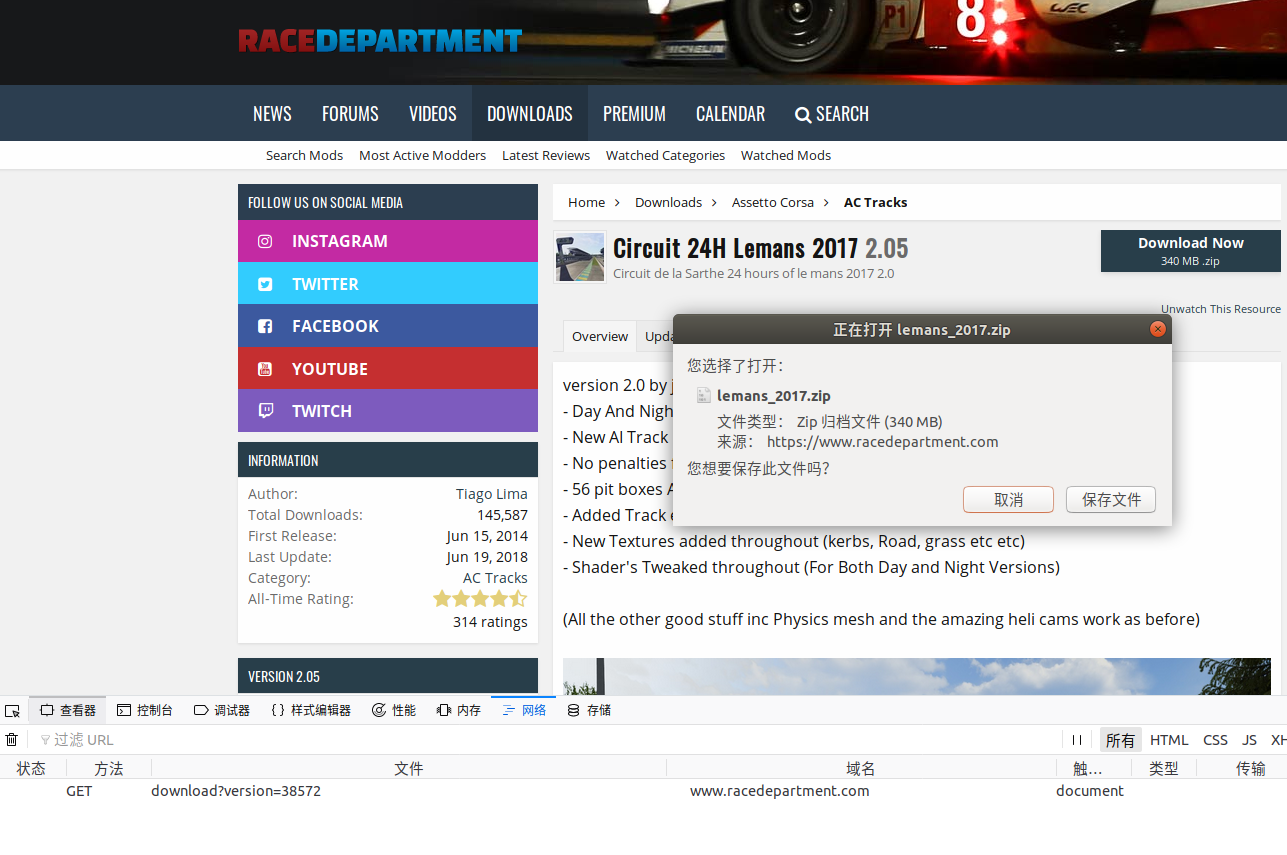 RACEDEPARTMENT
P1
8
WEC
MICHELIN
NEWS FORUMS VIDEOS DOWNLOADS PREMIUM CALENDAR SEARCH
Search Mods Most Active Modders Latest Reviews Watched Categories Watched Mods
FOLLOW US ON SOCIAL MEDIA
INSTAGRAM
TWITTER
FACEBOOK
YOUTUBE
TWITCH
INFORMATION
Author: Tiago Lima
Total Downloads: 145,587
First Release: Jun 15, 2014
Last Update: Jun 19, 2018
Category: AC Tracks
All-Time Rating:
314 ratings
VERSION 2.05
Home > Downloads > Assetto Corsa > AC Tracks
Circuit 24H Lemans 2017 2.05
Circuit de la Sarthe 24 hours of le mans 2017 2.0
Download Now
340 MB .zip
Unwatch This Resource
Overview Upda
version 2.0 by
- Day And Nigh
- New AI Track
- No penalties
- 56 pit boxes A
- Added Track
- New Textures added throughout (kerbs, Road, grass etc etc)
- Shader's Tweaked throughout (For Both Day and Night Versions)
(All the other good stuff inc Physics mesh and the amazing heli cams work as before)
正在打开 lemans_2017.zip
您选择了打开：
lemans_2017.zip
文件类型： Zip 归档文件 (340 MB)
来源： https://www.racedepartment.com
您想要保存此文件吗？
取消 保存文件
查看器 控制台 调试器 {} 样式编辑器 性能 内存 网络 存储
过滤 URL
所有 HTML CSS JS XH
状态 方法 文件 域名 触… 类型 传输
GET download?version=38572 www.racedepartment.com document